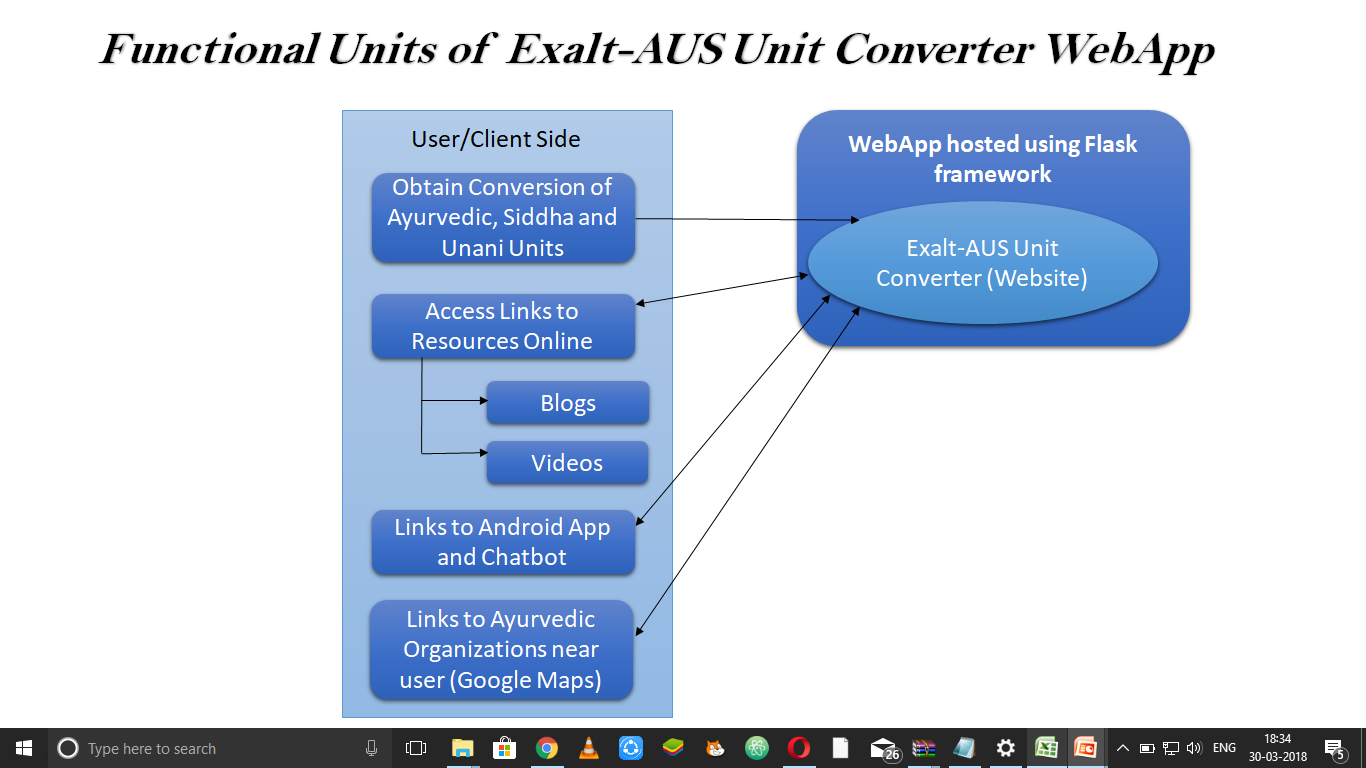 Functional Units of Exalt-AUS Unit Converter WebApp
User/Client Side
Obtain Conversion of
Ayurvedic, Siddha and
Unani Units
Access Links to
Resources Online
Blogs
Videos
Links to Android App
and Chatbot
Links to Ayurvedic
Organizations near
user (Google Maps)
WebApp hosted using Flask
framework
Exalt-AUS Unit
Converter (Website)
Type here to search
26
ENG
18:34
30-03-2018
5